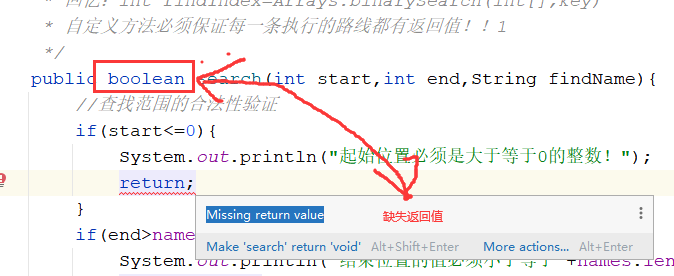 * 回忆: int findIndex=Arrays.binarySearch(int[],key)
* 自定义方法必须保证每一条执行的路线都有返回值!!1
*/
public boolean search(int start,int end,String findName){
//查找范围的合法性验证
if(start<=0){
System.out.println("起始位置必须是大于等于0的整数!");
return;
Missing return value 缺失返回值
}
Make 'search' return 'void' Alt+Shift+Enter More actions... Alt+Enter
if(end>name
System.out.println("结束位置的值必须小于等于"+names.len